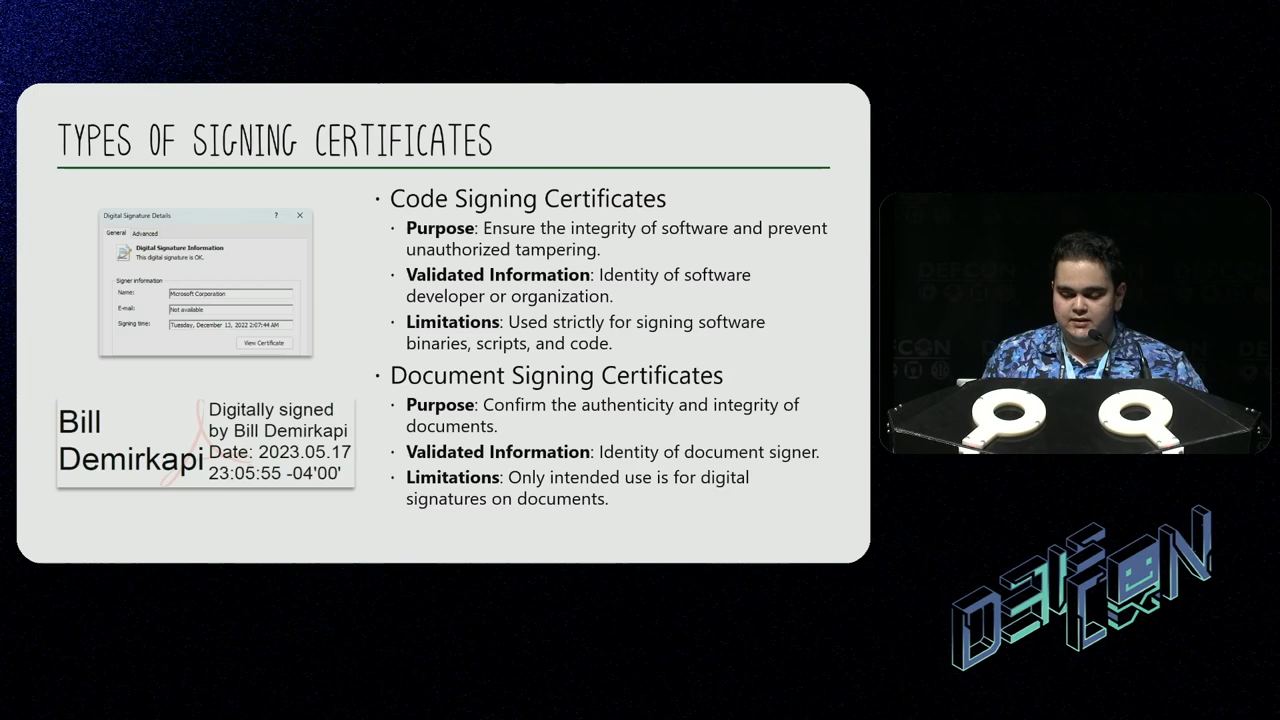 TYPES OF SIGNING CERTIFICATES
Digital Signature Details
General Advanced
Digital Signature Information
This digital signature is OK.
Signer information
Name: Microsoft Corporation
E-mail: Not available
Signing time: Tuesday, December 13, 2022 2:07:44 AM
View Certificate
Bill
Demirkapi
Digitally signed
by Bill Demirkapi
Date: 2023.05.17
23:05:55 -04'00'
· Code Signing Certificates
· Purpose: Ensure the integrity of software and prevent
unauthorized tampering.
· Validated Information: Identity of software
developer or organization.
· Limitations: Used strictly for signing software
binaries, scripts, and code.
· Document Signing Certificates
· Purpose: Confirm the authenticity and integrity of
documents.
· Validated Information: Identity of document signer.
· Limitations: Only intended use is for digital
signatures on documents.
DEFCON
DEF
CON